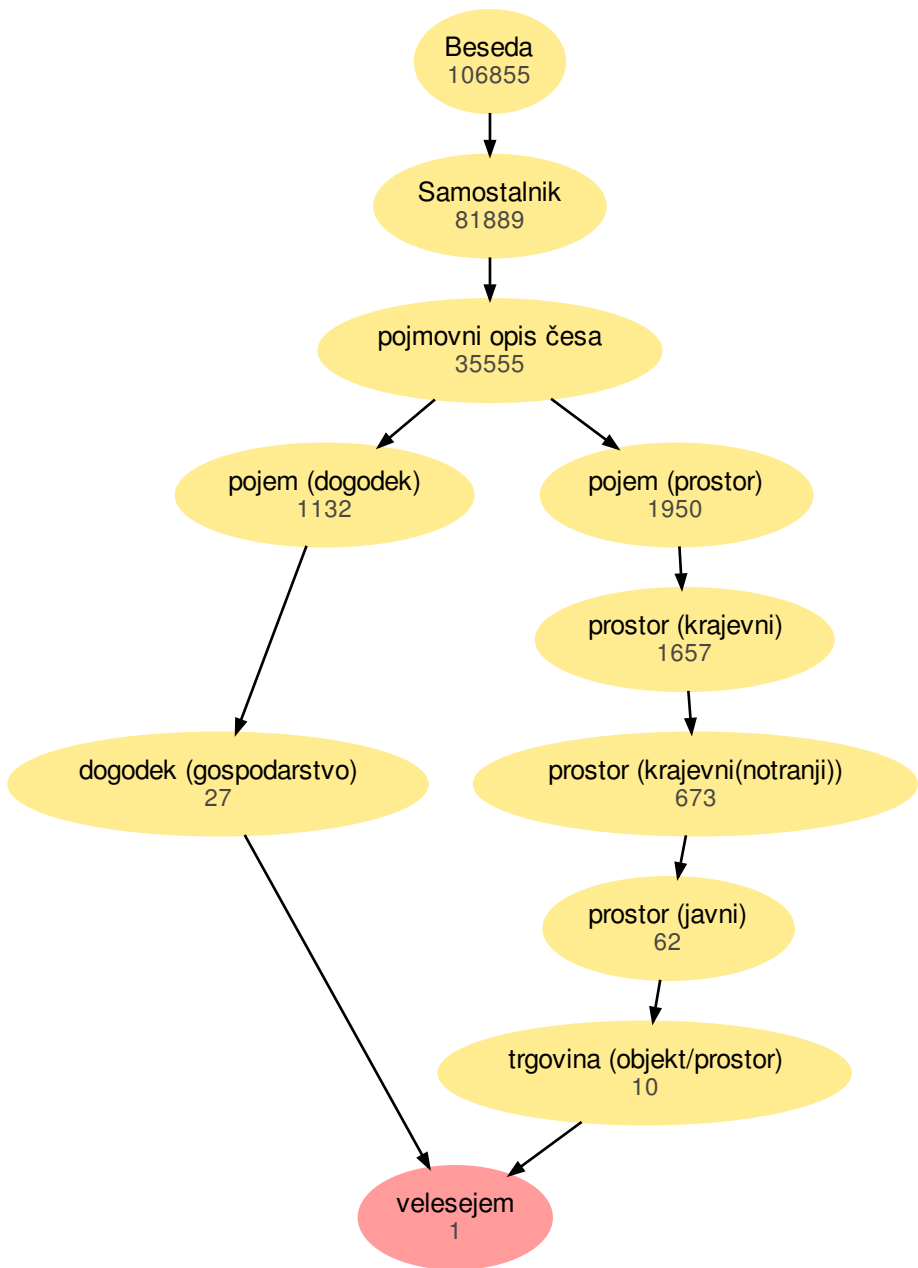 Beseda
106855
Samostalnik
81889
pojmovni opis česa
35555
pojem (dogodek)
1132
pojem (prostor)
1950
prostor (krajevni)
1657
dogodek (gospodarstvo)
27
prostor (krajevni(notranji))
673
prostor (javni)
62
trgovina (objekt/prostor)
10
velesejem
1